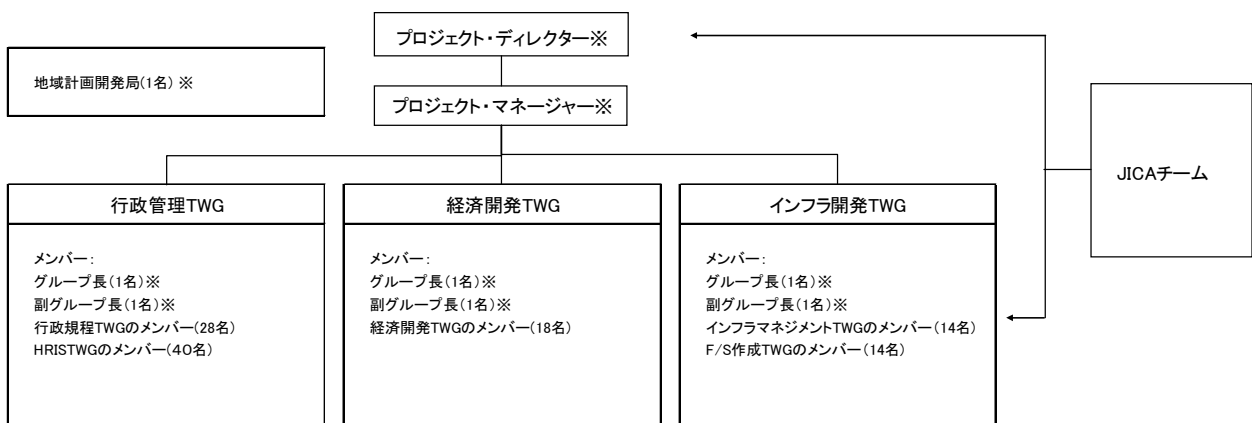 プロジェクト・ディレクター※
地域計画開発局(1名) ※
プロジェクト・マネージャー※
JICAチーム
行政管理TWG
メンバー:
グループ長(1名)※
副グループ長(1名)※
行政規程TWGのメンバー(28名)
HRISTWGのメンバー(40名)
経済開発TWG
メンバー:
グループ長(1名)※
副グループ長(1名)※
経済開発TWGのメンバー(18名)
インフラ開発TWG
メンバー:
グループ長(1名)※
副グループ長(1名)※
インフラマネジメントTWGのメンバー(14名)
F/S作成TWGのメンバー(14名)